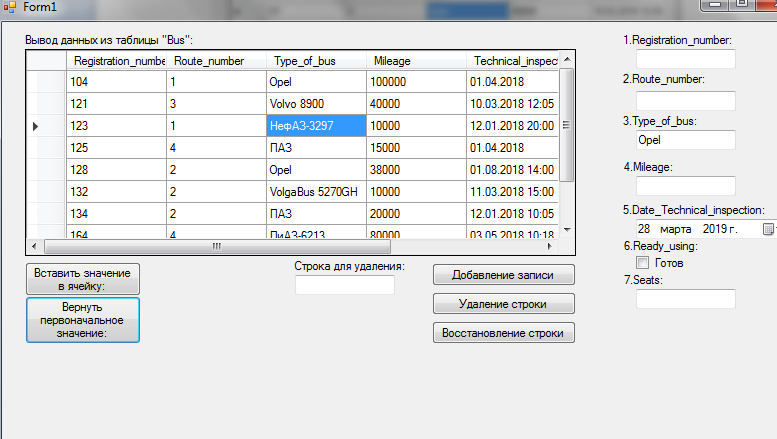 Form1
Вывод данных из таблицы "Bus":
Registration_numbe Route_number Type_of_bus Mileage Technical_inspect
104 1 Opel 100000 01.04.2018
121 3 Volvo 8900 40000 10.03.2018 12:05
123 1 НефАЗ-3297 10000 12.01.2018 20:00
125 4 ПАЗ 15000 01.04.2018
128 2 Opel 38000 01.08.2018 14:00
132 2 VolgaBus 5270GH 10000 11.03.2018 15:00
134 2 ПАЗ 20000 12.01.2018 10:05
164 4 ЛиАЗ-6213 80000 03.05.2018 10:18
Вставить значение
в ячейку:
Вернуть
первоначальное
значение:
Строка для удаления:
Добавление записи
Удаление строки
Восстановление строки
1.Registration_number:
2.Route_number:
3.Type_of_bus:
Opel
4.Mileage:
5.Date_Technical_inspection:
28 марта 2019 г.
6.Ready_using:
Готов
7.Seats: